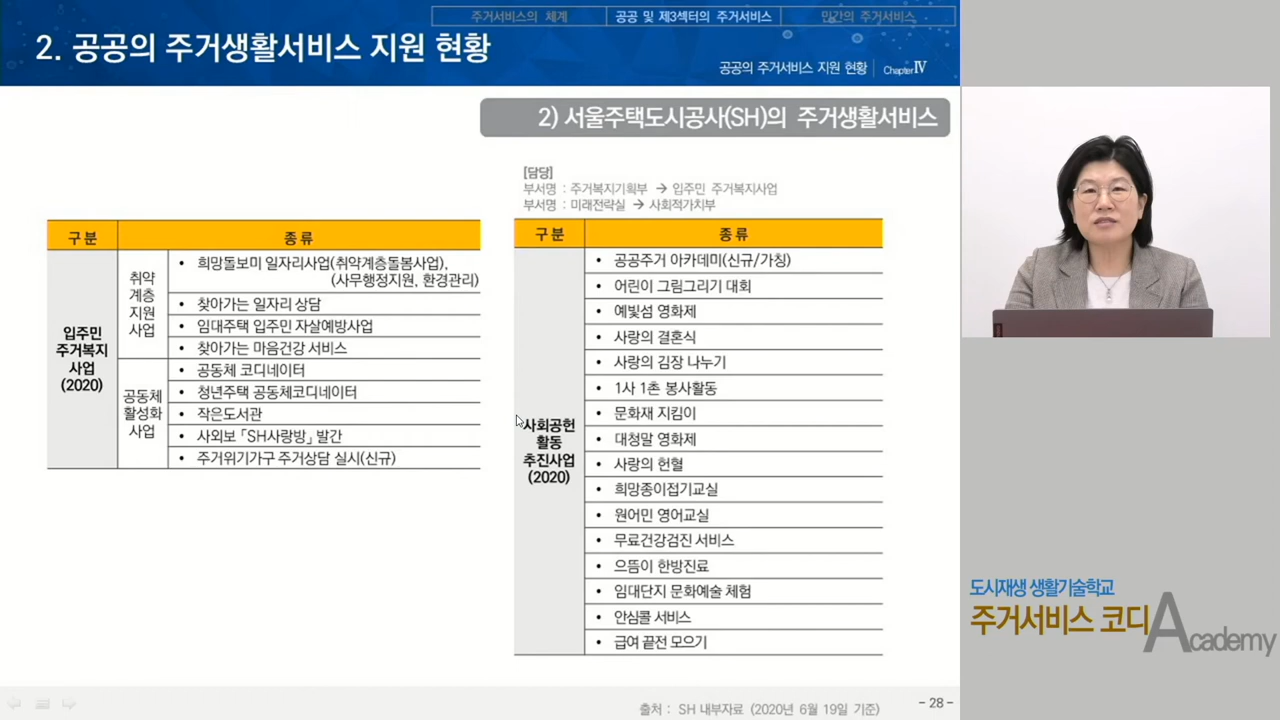 주거서비스의 체계
공공 및 제3섹터의 주거서비스
민간의 주거서비스
2. 공공의 주거생활서비스 지원 현황
공공의 주거서비스 지원 현황
Chapter Ⅳ
2) 서울주택도시공사(SH)의 주거생활서비스
[담당]
부서명 : 주거복지기획부 → 입주민 주거복지사업
부서명 : 미래전략실 → 사회적가치부
구분
종류
입주민
주거복지
사업
(2020)
취약
계층
지원
사업
• 희망돌보미 일자리사업(취약계층돌봄사업),
(사무행정지원, 환경관리)
• 찾아가는 일자리 상담
• 임대주택 입주민 자살예방사업
• 찾아가는 마음건강 서비스
공동체
활성화
사업
• 공동체 코디네이터
• 청년주택 공동체코디네이터
• 작은도서관
• 사외보 「SH사랑방」 발간
• 주거위기가구 주거상담 실시(신규)
구분
종류
사회공헌
활동
추진사업
(2020)
• 공공주거 아카데미(신규/가칭)
• 어린이 그림그리기 대회
• 예빛섬 영화제
• 사랑의 결혼식
• 사랑의 김장 나누기
• 1사 1촌 봉사활동
• 문화재 지킴이
• 대청말 영화제
• 사랑의 헌혈
• 희망종이접기교실
• 원어민 영어교실
• 무료건강검진 서비스
• 으뜸이 한방진료
• 임대단지 문화예술 체험
• 안심콜 서비스
• 급여 끝전 모으기
출처 : SH 내부자료 (2020년 6월 19일 기준)
- 28 -
도시재생 생활기술학교
주거서비스 코디
Academy